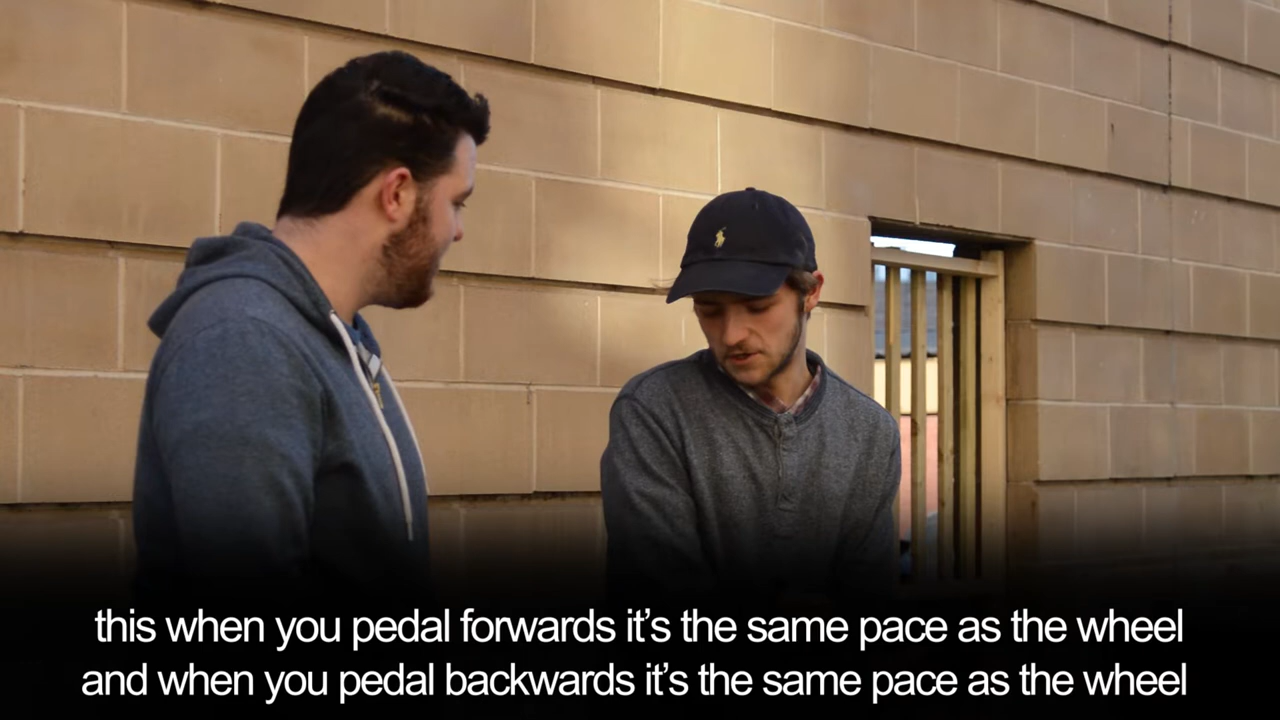 this when you pedal forwards it’s the same pace as the wheel
and when you pedal backwards it’s the same pace as the wheel